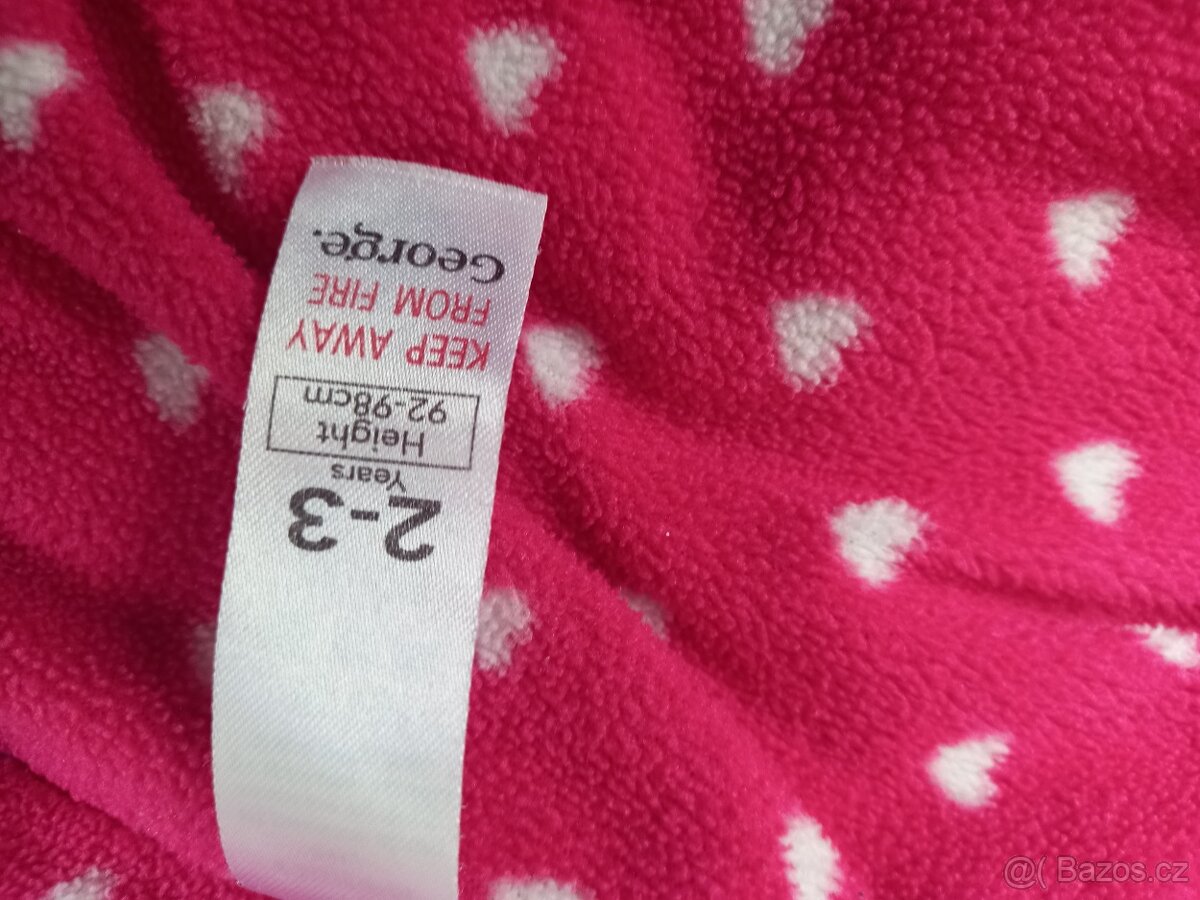 George.
KEEP AWAY
FROM FIRE
Height
92-98cm
2-3
Years
@( Bazos.cz